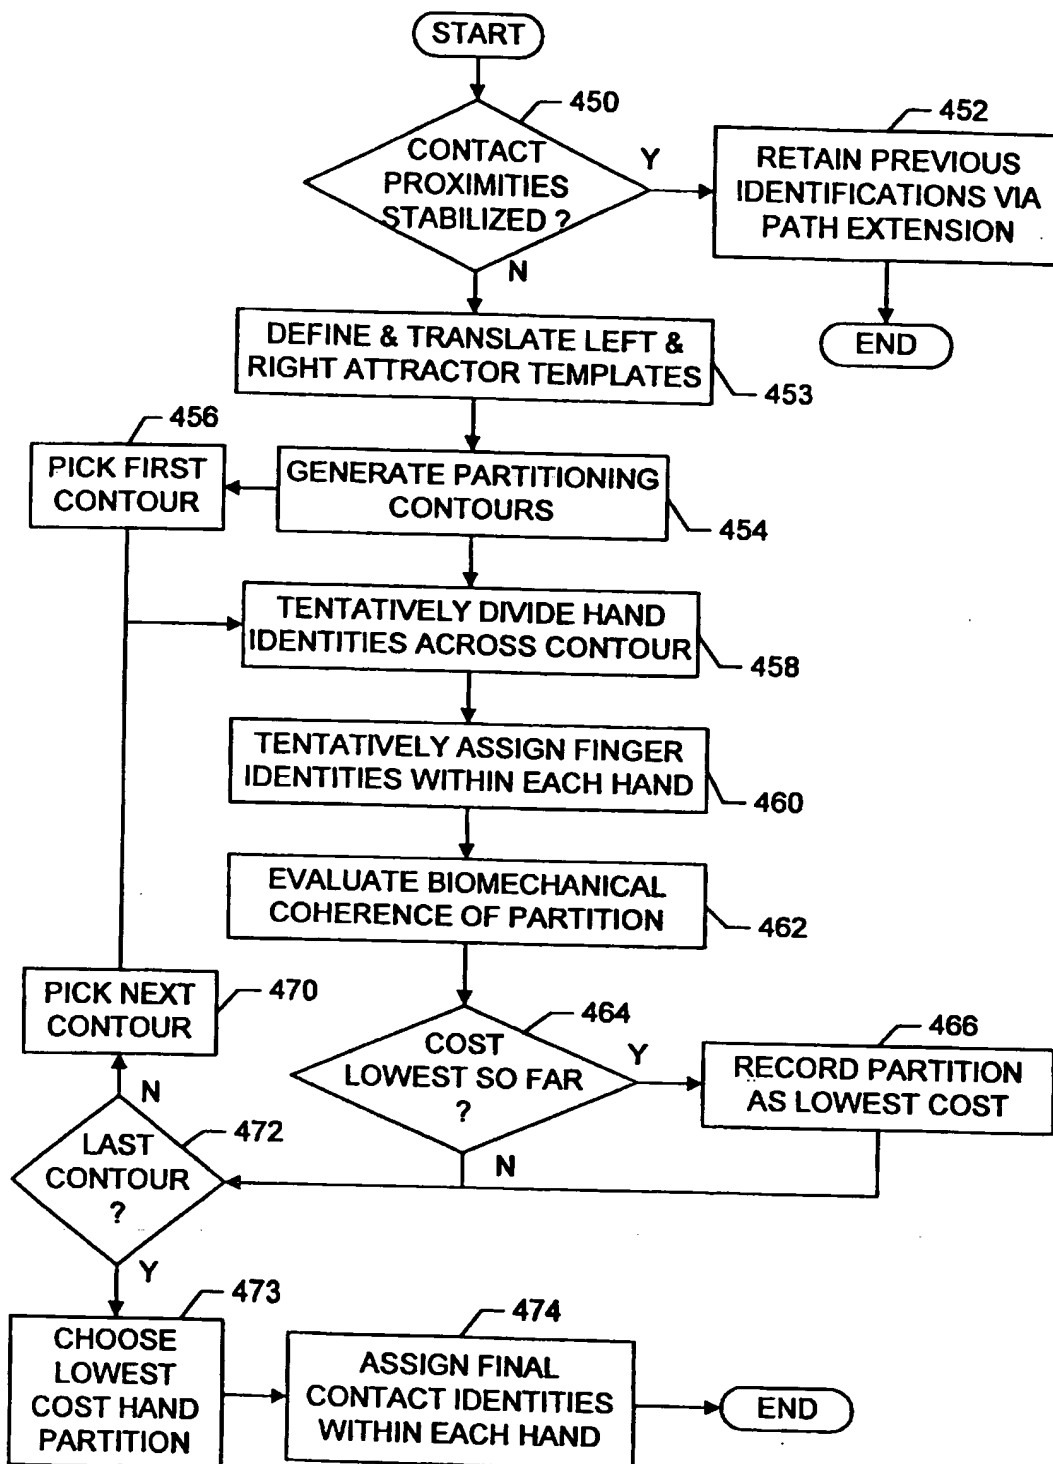 START
450
CONTACT
PROXIMITIES
STABILIZED ?
Y
N
452
RETAIN PREVIOUS
IDENTIFICATIONS VIA
PATH EXTENSION
END
DEFINE & TRANSLATE LEFT &
RIGHT ATTRACTOR TEMPLATES
453
456
PICK FIRST
CONTOUR
GENERATE PARTITIONING
CONTOURS
454
TENTATIVELY DIVIDE HAND
IDENTITIES ACROSS CONTOUR
458
TENTATIVELY ASSIGN FINGER
IDENTITIES WITHIN EACH HAND
460
EVALUATE BIOMECHANICAL
COHERENCE OF PARTITION
462
PICK NEXT
CONTOUR
470
464
COST
LOWEST SO FAR
?
Y
N
466
RECORD PARTITION
AS LOWEST COST
N
472
LAST
CONTOUR
?
Y
473
CHOOSE
LOWEST
COST HAND
PARTITION
474
ASSIGN FINAL
CONTACT IDENTITIES
WITHIN EACH HAND
END